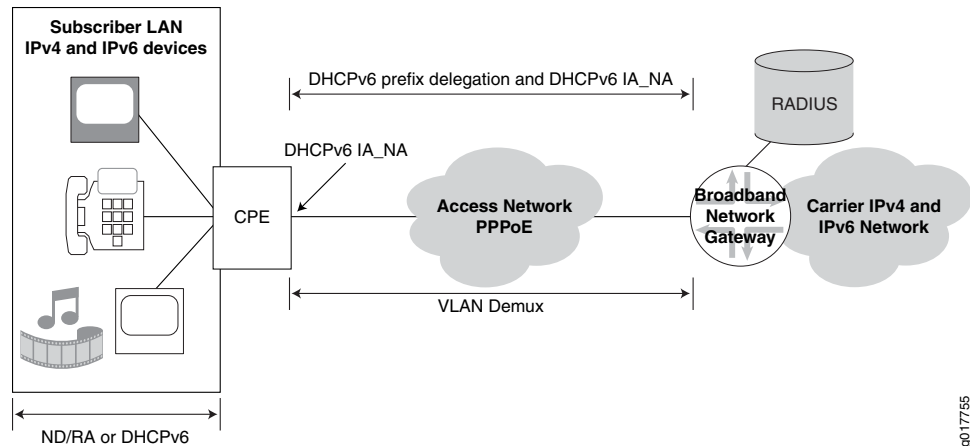 Subscriber LAN
IPv4 and IPv6 devices
DHCPv6 prefix delegation and DHCPv6 IA_NA
RADIUS
DHCPv6 IA_NA
CPE
Access Network
PPPoE
Broadband
Network
Gateway
Carrier IPv4 and
IPv6 Network
VLAN Demux
ND/RA or DHCPv6
g017755